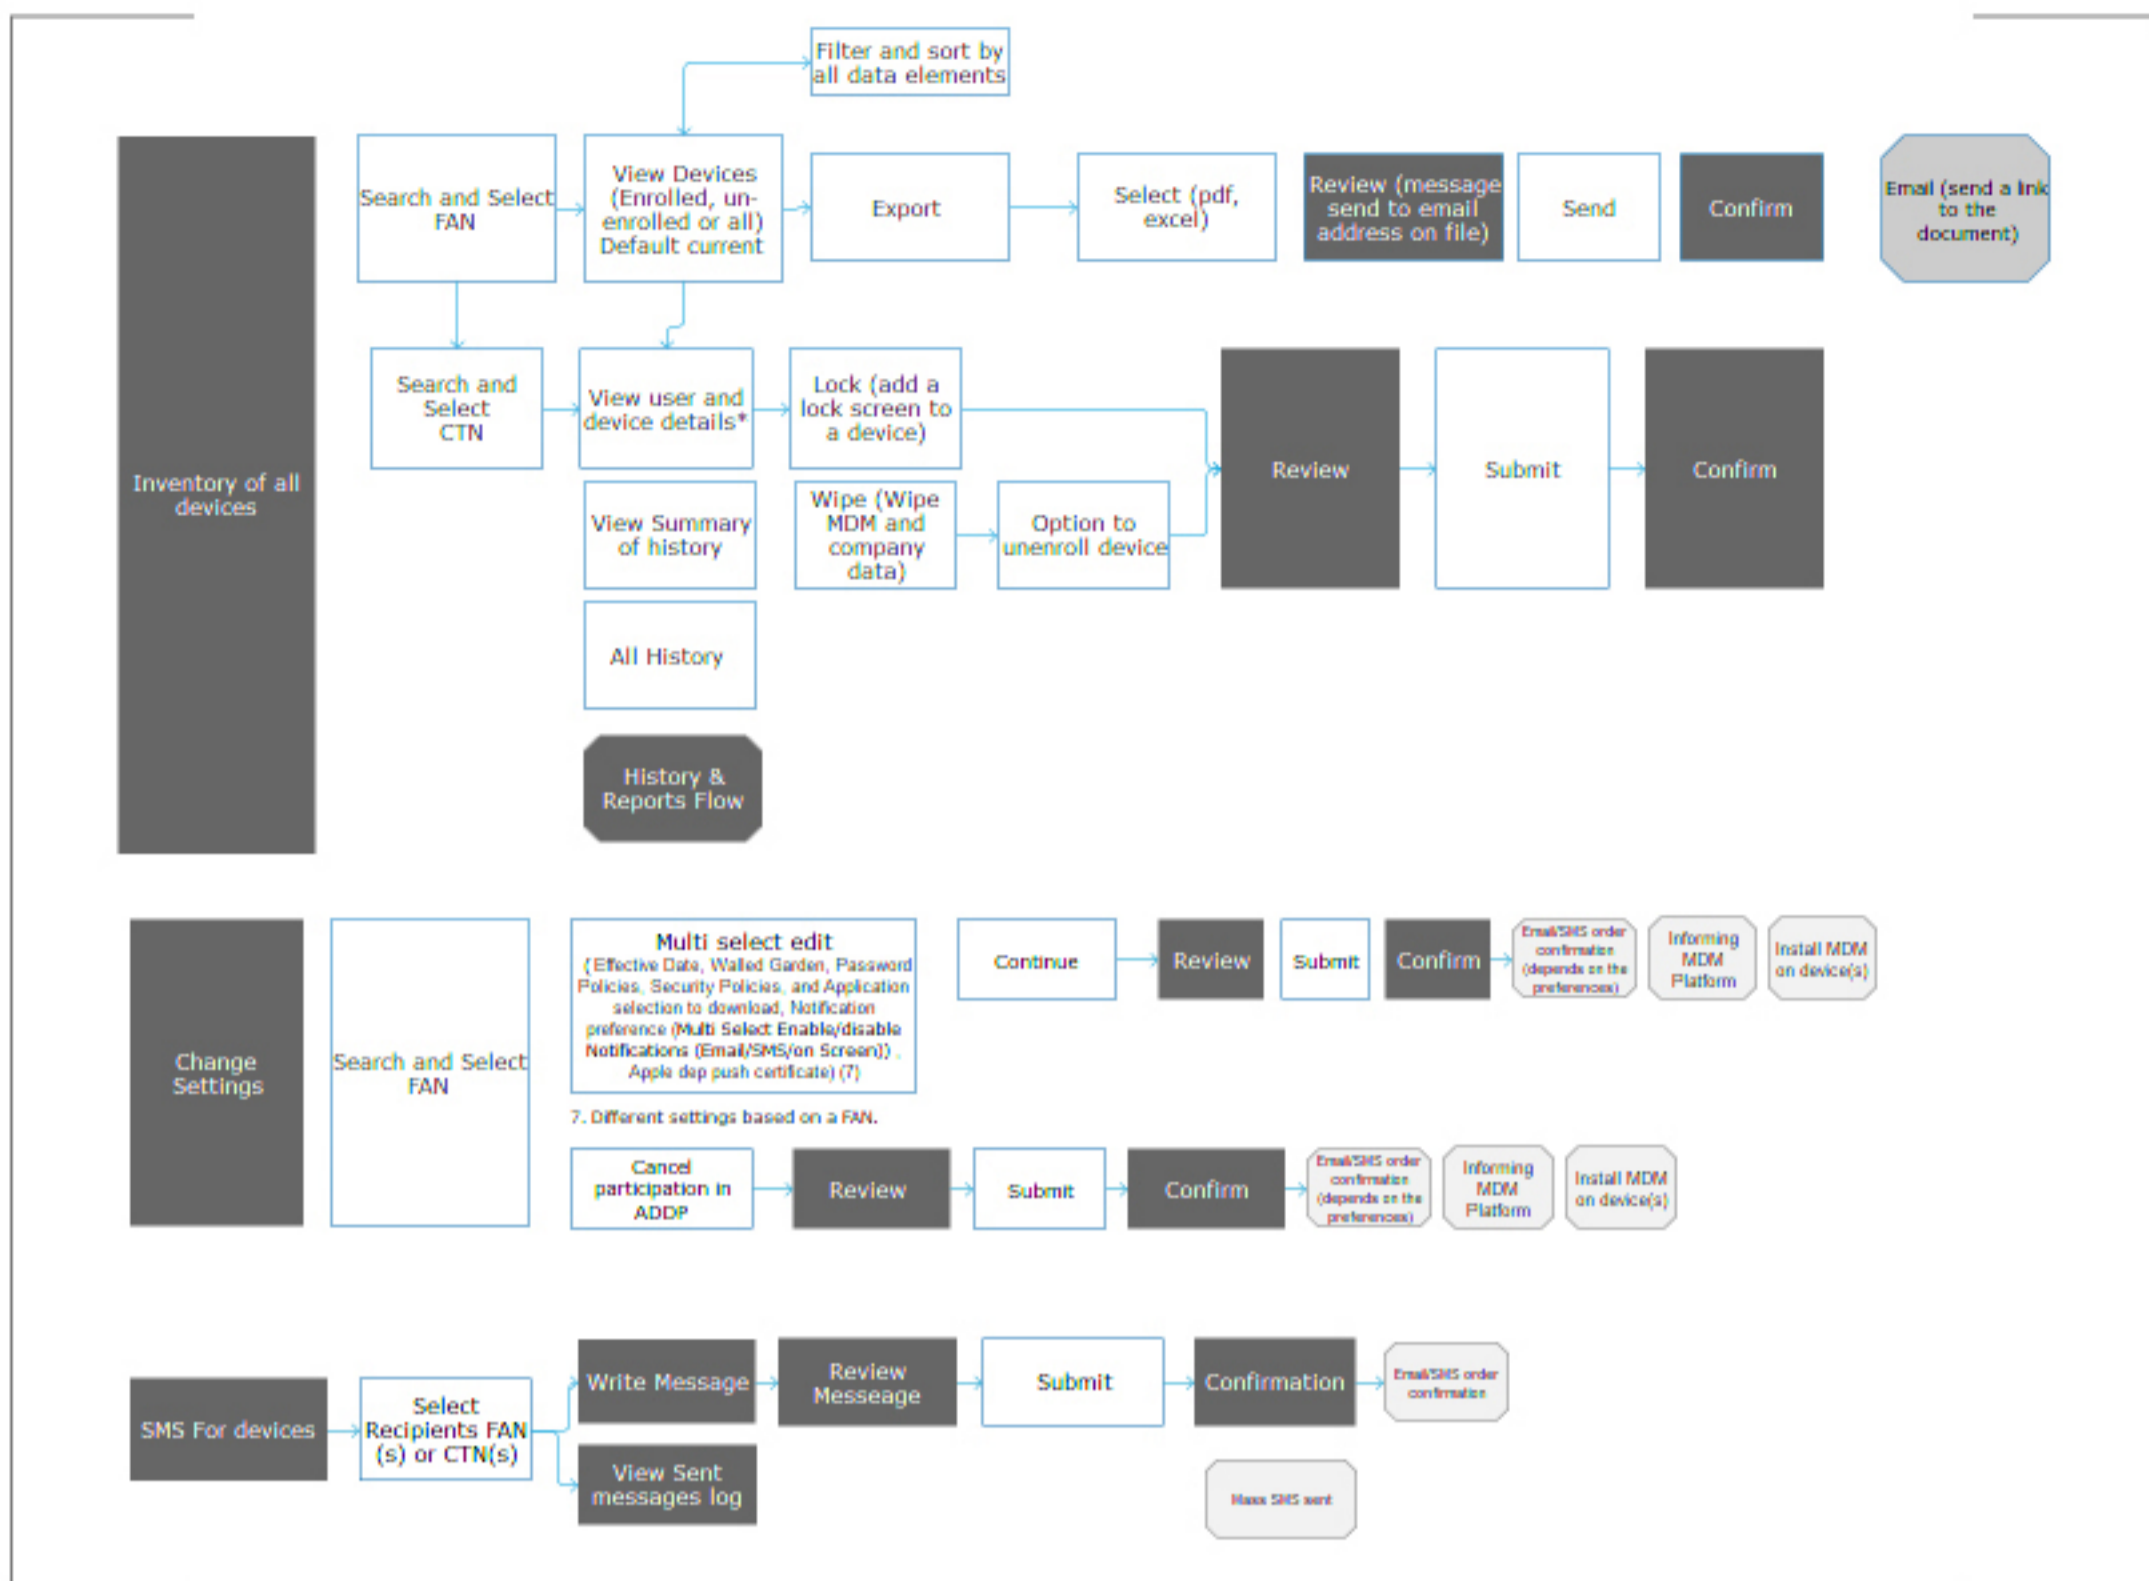 Filter and sort by
all data elements
Search and Select
FAN
View Devices
(Enrolled, un-
enrolled or all)
Default current
Export
Select (pdf,
excel)
Review (message
send to email
address on file)
Send
Confirm
Email (send a link
to the
document)
Inventory of all
devices
Search and
Select
CTN
View user and
device details*
Lock (add a
lock screen to
a device)
Review
Submit
Confirm
View Summary
of history
Wipe (Wipe
MDM and
company
data)
Option to
unenroll device
All History
History &
Reports Flow
Change
Settings
Search and Select
FAN
Multi select edit
(Effective Date, Walled Garden, Password
Policies, Security Policies, and Application
selection to download, Notification
preference (Multi Select Enable/disable
Notifications (Email/SMS/on Screen)) ,
Apple dep push certificate) (7)
Continue
Review
Submit
Confirm
Email/SMS order
confirmation
(depends on the
preferences)
Informing
MDM
Platform
Install MDM
on device(s)
7. Different settings based on a FAN.
Cancel
participation in
ADDP
Review
Submit
Confirm
Email/SMS order
confirmation
(depends on the
preferences)
Informing
MDM
Platform
Install MDM
on device(s)
SMS For devices
Select
Recipients FAN
(s) or CTN(s)
Write Message
Review
Messeage
Submit
Confirmation
Email/SMS order
confirmation
View Sent
messages log
Mass SMS sent